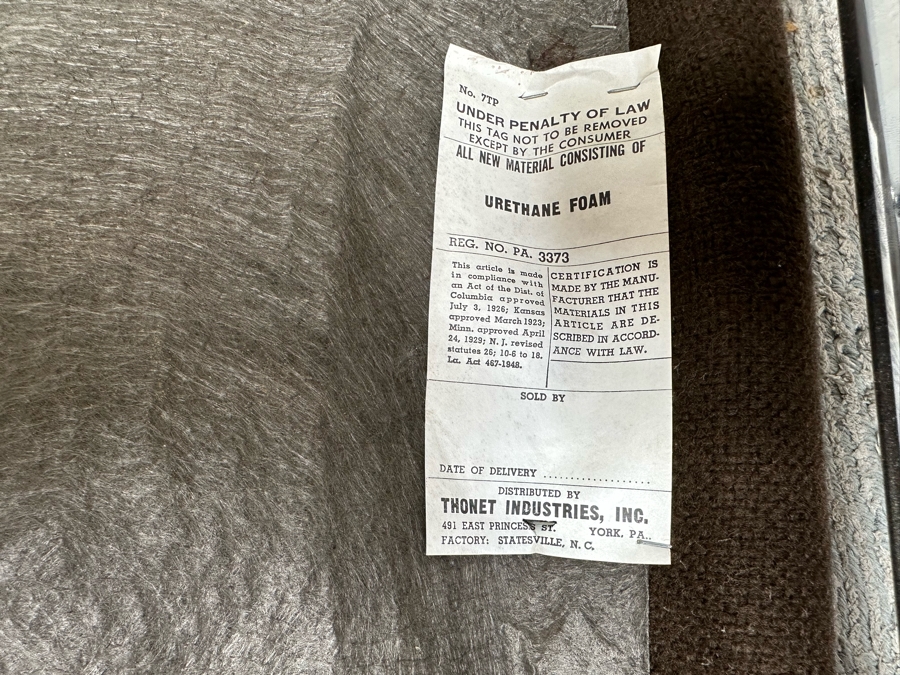 No. 7TP
UNDER PENALTY OF LAW
THIS TAG NOT TO BE REMOVED
EXCEPT BY THE CONSUMER
ALL NEW MATERIAL CONSISTING OF
URETHANE FOAM
REG. NO. PA. 3373
This article is made
in compliance with
an Act of the Dist. of
Columbia approved
July 3, 1926; Kansas
approved March 1923;
Minn. approved April
24, 1929; N. J. revised
statutes 26; 10-6 to 18.
La. Act 467-1948.
CERTIFICATION IS
MADE BY THE MANU-
FACTURER THAT THE
MATERIALS IN THIS
ARTICLE ARE DE-
SCRIBED IN ACCORD-
ANCE WITH LAW.
SOLD BY
DATE OF DELIVERY ....................
DISTRIBUTED BY
THONET INDUSTRIES, INC.
491 EAST PRINCESS ST. YORK, PA..
FACTORY: STATESVILLE, N. C.